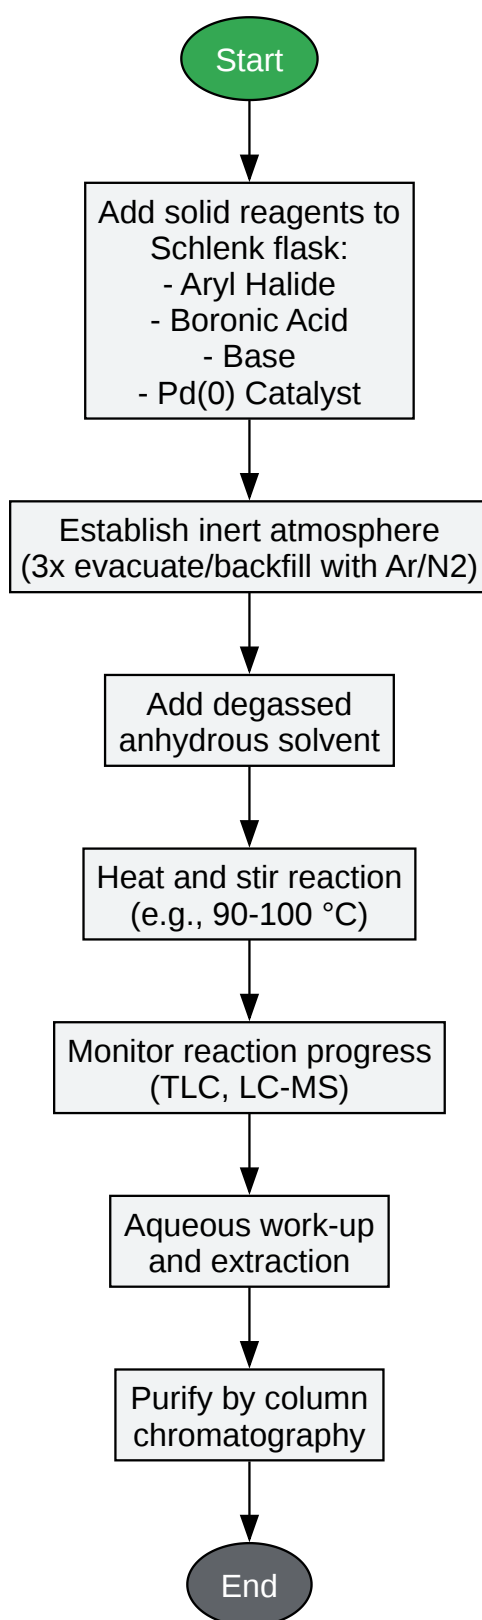 Start
Add solid reagents to
Schlenk flask:
- Aryl Halide
- Boronic Acid
- Base
- Pd(0) Catalyst
Establish inert atmosphere
(3x evacuate/backfill with Ar/N2)
Add degassed
anhydrous solvent
Heat and stir reaction
(e.g., 90-100 °C)
Monitor reaction progress
(TLC, LC-MS)
Aqueous work-up
and extraction
Purify by column
chromatography
End